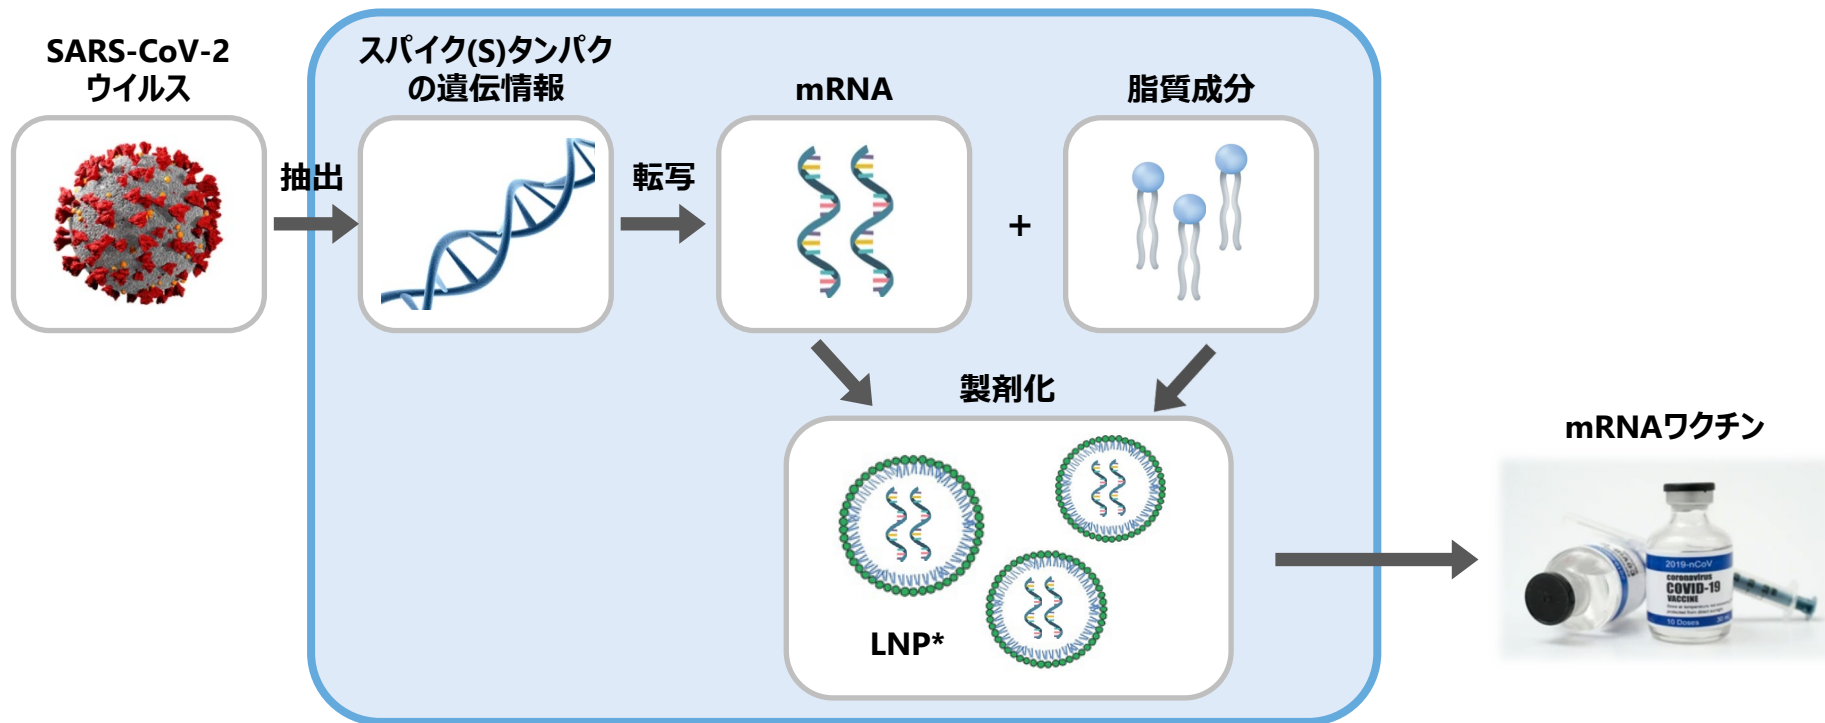 SARS-CoV-2
ウイルス
スパイク(S)タンパク
の遺伝情報
mRNA
脂質成分
抽出
転写
+
製剤化
LNP*
mRNAワクチン
2019-nCoV
coronavirus
COVID-19
VACCINE
10 Doses